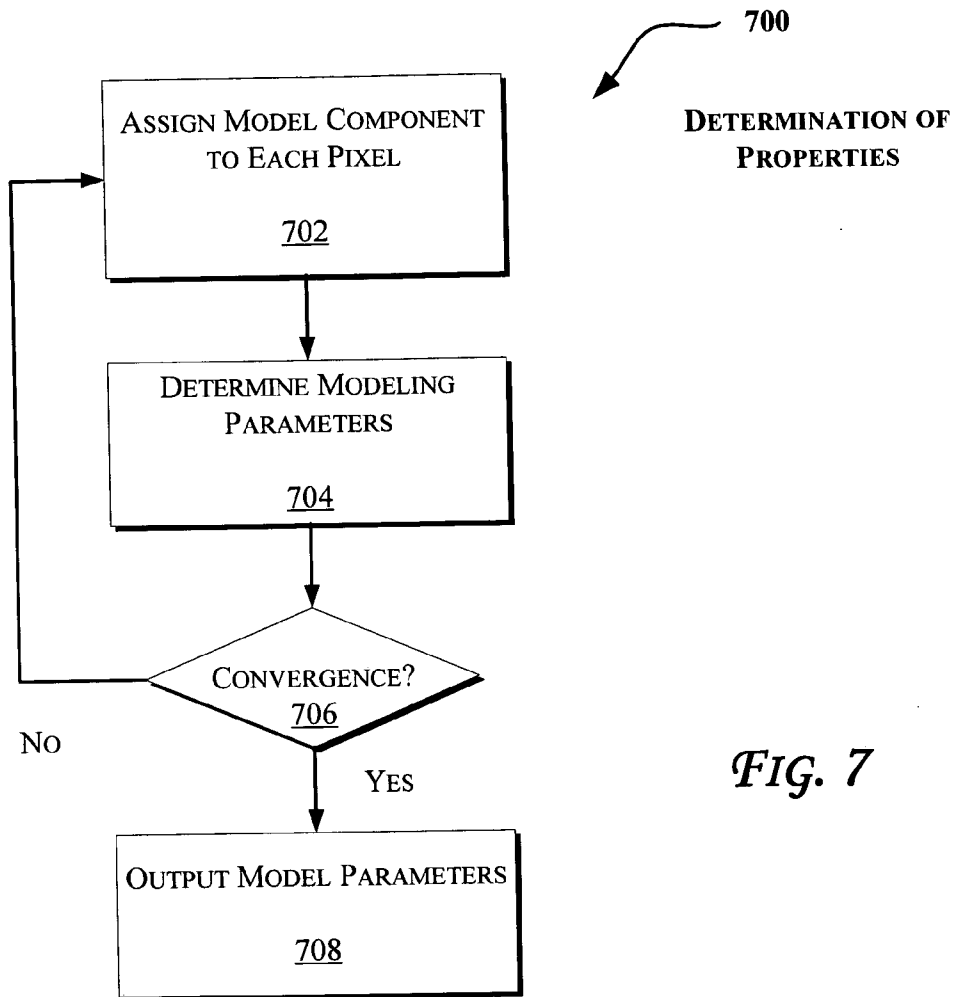 700
DETERMINATION OF
PROPERTIES
ASSIGN MODEL COMPONENT
TO EACH PIXEL
702
DETERMINE MODELING
PARAMETERS
704
CONVERGENCE?
706
NO
YES
OUTPUT MODEL PARAMETERS
708
FIG. 7